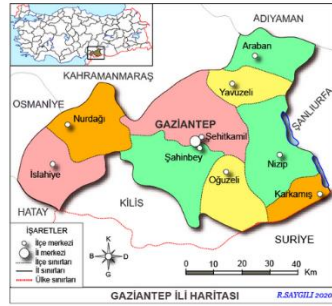 ADIYAMAN
Araban
KAHRAMANMARAŞ
Yavuzeli
OSMANİYE
Nurdağı
GAZİANTEP
ŞANLIURFA
Şehitkamil
Şahinbey
Nizip
İslahiye
Oğuzeli
Karkamış
HATAY
KİLİS
SURİYE
İŞARETLER
İlçe merkezi
İl merkezi
İlçe sınırları
İl sınırları
Ülke sınırları
K
B
D
G
0 10 20 30 40
Km
GAZİANTEP İLİ HARİTASI
R.SAYGILI 2020